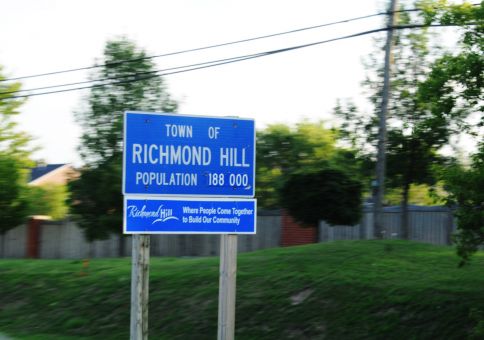 TOWN OF
RICHMOND HILL
POPULATION 188 000
Richmond Hill
Where People Come Together
to Build Our Community